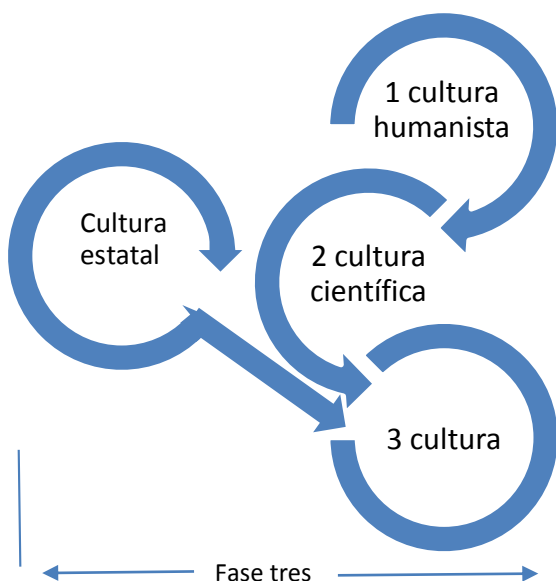 1 cultura
humanista
Cultura
estatal
2 cultura
científica
3 cultura
Fase tres